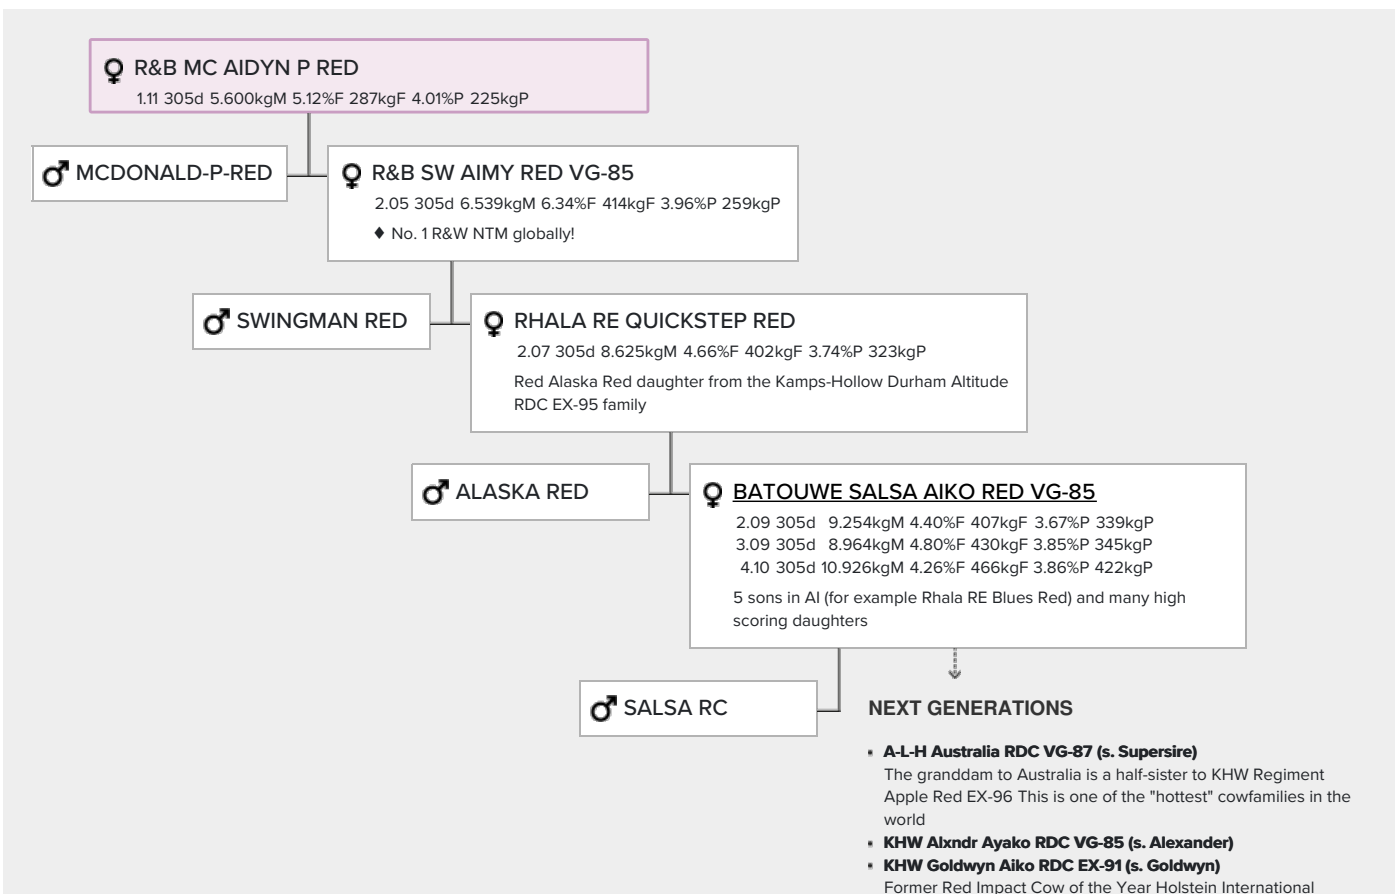 R&B MC AIDYN P RED
1.11 305d 5.600kgM 5.12%F 287kgF 4.01%P 225kgP
MCDONALD-P-RED
R&B SW AIMY RED VG-85
2.05 305d 6.539kgM 6.34%F 414kgF 3.96%P 259kgP
♦ No. 1 R&W NTM globally!
SWINGMAN RED
RHALA RE QUICKSTEP RED
2.07 305d 8.625kgM 4.66%F 402kgF 3.74%P 323kgP
Red Alaska Red daughter from the Kamps-Hollow Durham Altitude
RDC EX-95 family
ALASKA RED
BATOUWE SALSA AIKO RED VG-85
2.09 305d 9.254kgM 4.40%F 407kgF 3.67%P 339kgP
3.09 305d 8.964kgM 4.80%F 430kgF 3.85%P 345kgP
4.10 305d 10.926kgM 4.26%F 466kgF 3.86%P 422kgP
5 sons in AI (for example Rhala RE Blues Red) and many high
scoring daughters
SALSA RC
NEXT GENERATIONS
▪ A-L-H Australia RDC VG-87 (s. Supersire)
The granddam to Australia is a half-sister to KHW Regiment
Apple Red EX-96 This is one of the "hottest" cowfamilies in the
world
▪ KHW Alxndr Ayako RDC VG-85 (s. Alexander)
▪ KHW Goldwyn Aiko RDC EX-91 (s. Goldwyn)
Former Red Impact Cow of the Year Holstein International